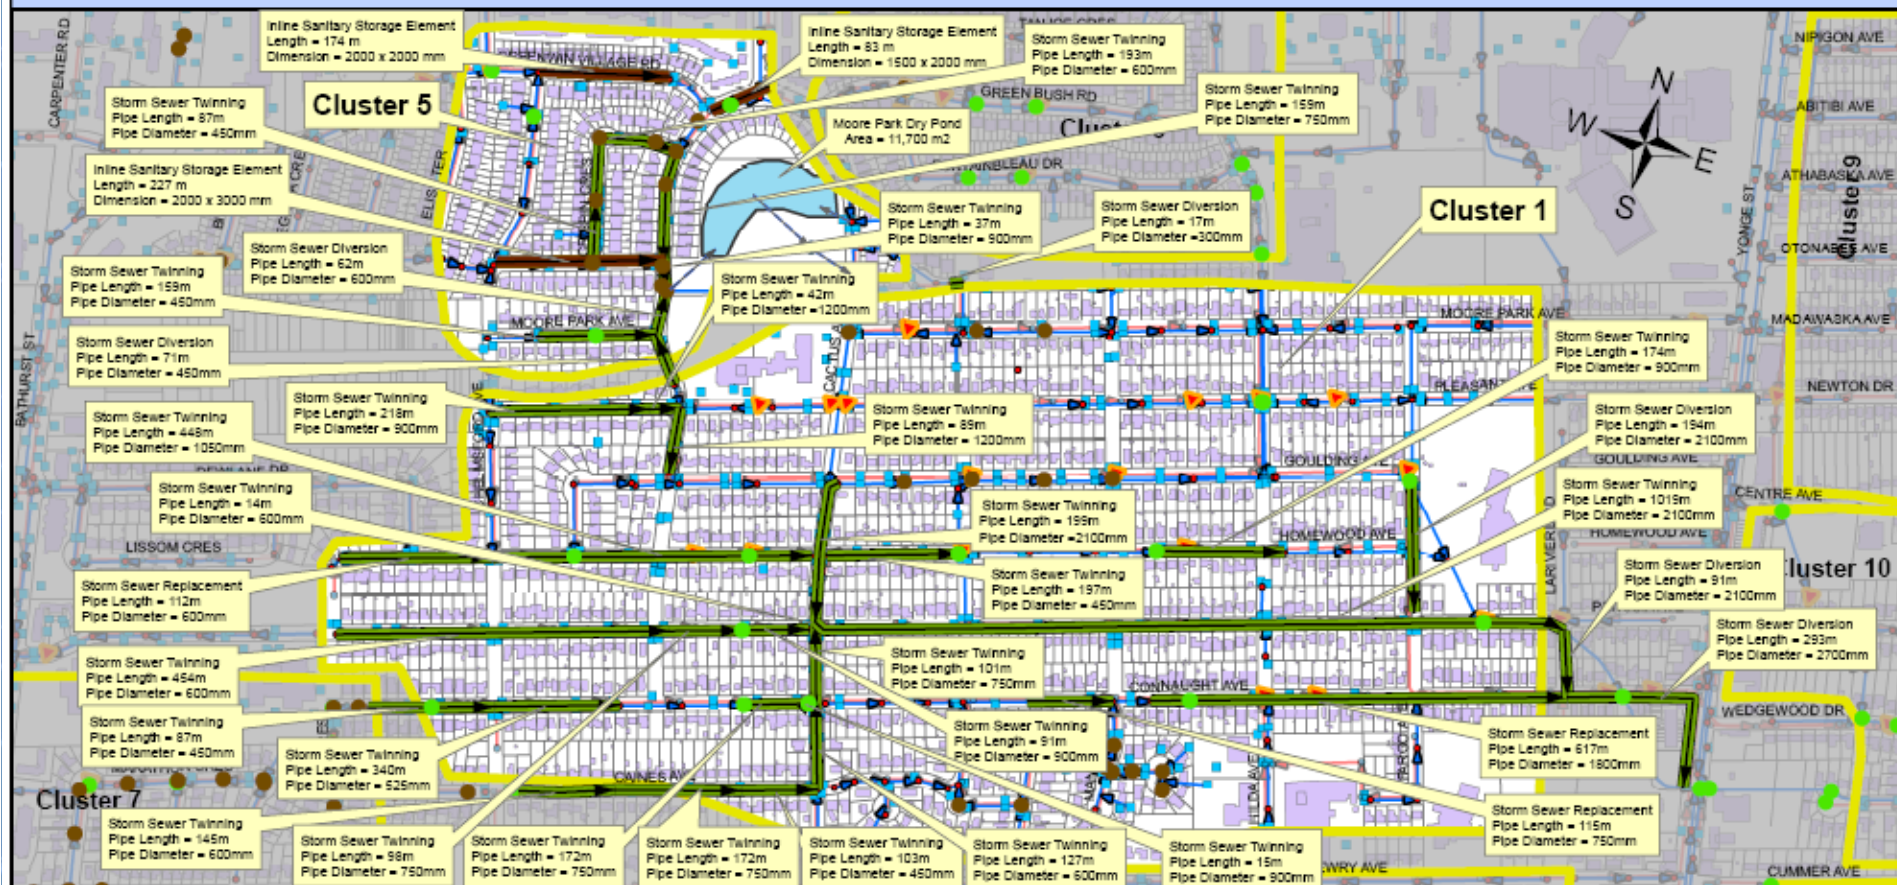 Inline Sanitary Storage Element
Length = 174 m
Dimension = 2000 x 2000 mm
Inline Sanitary Storage Element
Length = 83 m
Dimension = 1500 x 2000 mm
Storm Sewer Twinning
Pipe Length = 193m
Pipe Diameter = 600mm
Storm Sewer Twinning
Pipe Length = 159m
Pipe Diameter = 750mm
Storm Sewer Twinning
Pipe Length = 87m
Pipe Diameter = 450mm
Cluster 5
Moore Park Dry Pond
Area = 11,700 m2
Inline Sanitary Storage Element
Length = 227 m
Dimension = 2000 x 3000 mm
Storm Sewer Twinning
Pipe Length = 37m
Pipe Diameter = 900mm
Storm Sewer Diversion
Pipe Length = 17m
Pipe Diameter =300mm
Cluster 1
Storm Sewer Diversion
Pipe Length = 62m
Pipe Diameter = 600mm
Storm Sewer Twinning
Pipe Length = 159m
Pipe Diameter = 450mm
Storm Sewer Twinning
Pipe Length = 42m
Pipe Diameter =1200mm
Storm Sewer Diversion
Pipe Length = 71m
Pipe Diameter = 450mm
Storm Sewer Twinning
Pipe Length = 174m
Pipe Diameter = 900mm
Storm Sewer Twinning
Pipe Length = 218m
Pipe Diameter = 900mm
Storm Sewer Twinning
Pipe Length = 448m
Pipe Diameter = 1050mm
Storm Sewer Twinning
Pipe Length = 89m
Pipe Diameter = 1200mm
Storm Sewer Diversion
Pipe Length = 194m
Pipe Diameter = 2100mm
Storm Sewer Twinning
Pipe Length = 14m
Pipe Diameter = 600mm
Storm Sewer Twinning
Pipe Length = 199m
Pipe Diameter =2100mm
Storm Sewer Twinning
Pipe Length = 1019m
Pipe Diameter = 2100mm
Storm Sewer Replacement
Pipe Length = 112m
Pipe Diameter = 600mm
Storm Sewer Twinning
Pipe Length = 197m
Pipe Diameter = 450mm
Storm Sewer Diversion
Pipe Length = 91m
Pipe Diameter = 2100mm
Storm Sewer Diversion
Pipe Length = 293m
Pipe Diameter = 2700mm
Storm Sewer Twinning
Pipe Length = 454m
Pipe Diameter = 600mm
Storm Sewer Twinning
Pipe Length = 101m
Pipe Diameter = 750mm
Storm Sewer Twinning
Pipe Length = 87m
Pipe Diameter = 450mm
Storm Sewer Twinning
Pipe Length = 340m
Pipe Diameter = 525mm
Storm Sewer Twinning
Pipe Length = 91m
Pipe Diameter = 900mm
Storm Sewer Replacement
Pipe Length = 617m
Pipe Diameter = 1800mm
Cluster 7
Storm Sewer Twinning
Pipe Length = 145m
Pipe Diameter = 600mm
Storm Sewer Twinning
Pipe Length = 98m
Pipe Diameter = 750mm
Storm Sewer Twinning
Pipe Length = 172m
Pipe Diameter = 750mm
Storm Sewer Twinning
Pipe Length = 172m
Pipe Diameter = 750mm
Storm Sewer Twinning
Pipe Length = 103m
Pipe Diameter = 450mm
Storm Sewer Twinning
Pipe Length = 127m
Pipe Diameter = 600mm
Storm Sewer Twinning
Pipe Length = 15m
Pipe Diameter = 900mm
Storm Sewer Replacement
Pipe Length = 115m
Pipe Diameter = 750mm
CARPENTER RD
GREEN BUSH RD
NIPIGON AVE
ABITIBI AVE
ATHABASKA AVE
OTONABEE AVE
MADAWASKA AVE
NEWTON DR
Cluster 9
YONGE ST
N
W
E
S
MOORE PARK AVE
MOORE PARK AVE
BATHURST ST
CACTUS
GOULDING AVE
GOULDING AVE
CENTRE AVE
LISSOM CRES
HOMEWOOD AVE
HOMEWOOD AVE
Cluster 10
CONNAUGHT AVE
WEDGEWOOD DR
CUMMER AVE